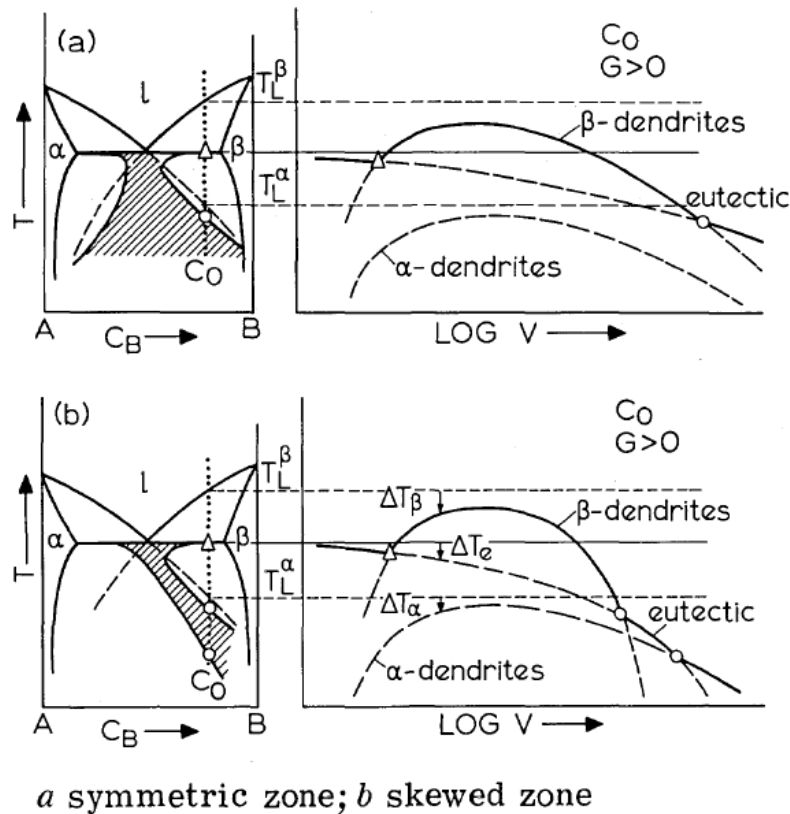 (a)
l
T_L^β
α
β
T_L^α
T
C_O
A
C_B
B
C_O
G>0
β-dendrites
eutectic
α-dendrites
LOG V
(b)
l
T_L^β
α
β
T_L^α
T
C_O
A
C_B
B
C_O
G>0
ΔT_β
β-dendrites
ΔT_e
ΔT_α
eutectic
α-dendrites
LOG V
a symmetric zone; b skewed zone